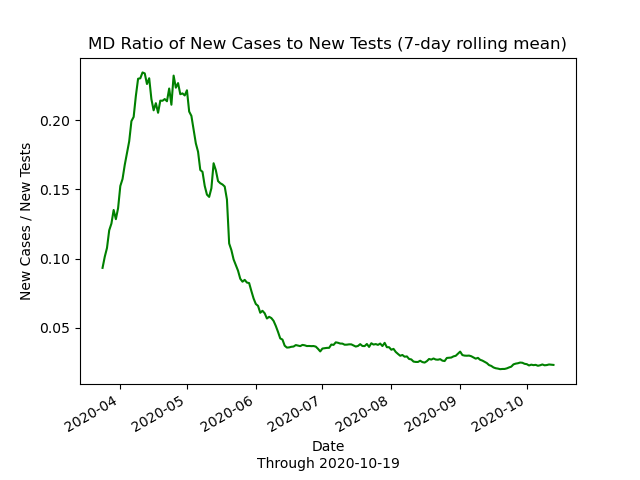 MD Ratio of New Cases to New Tests (7-day rolling mean)
New Cases / New Tests
0.20
0.15
0.10
0.05
2020-04
2020-05
2020-06
2020-07
2020-08
2020-09
2020-10
Date
Through 2020-10-19